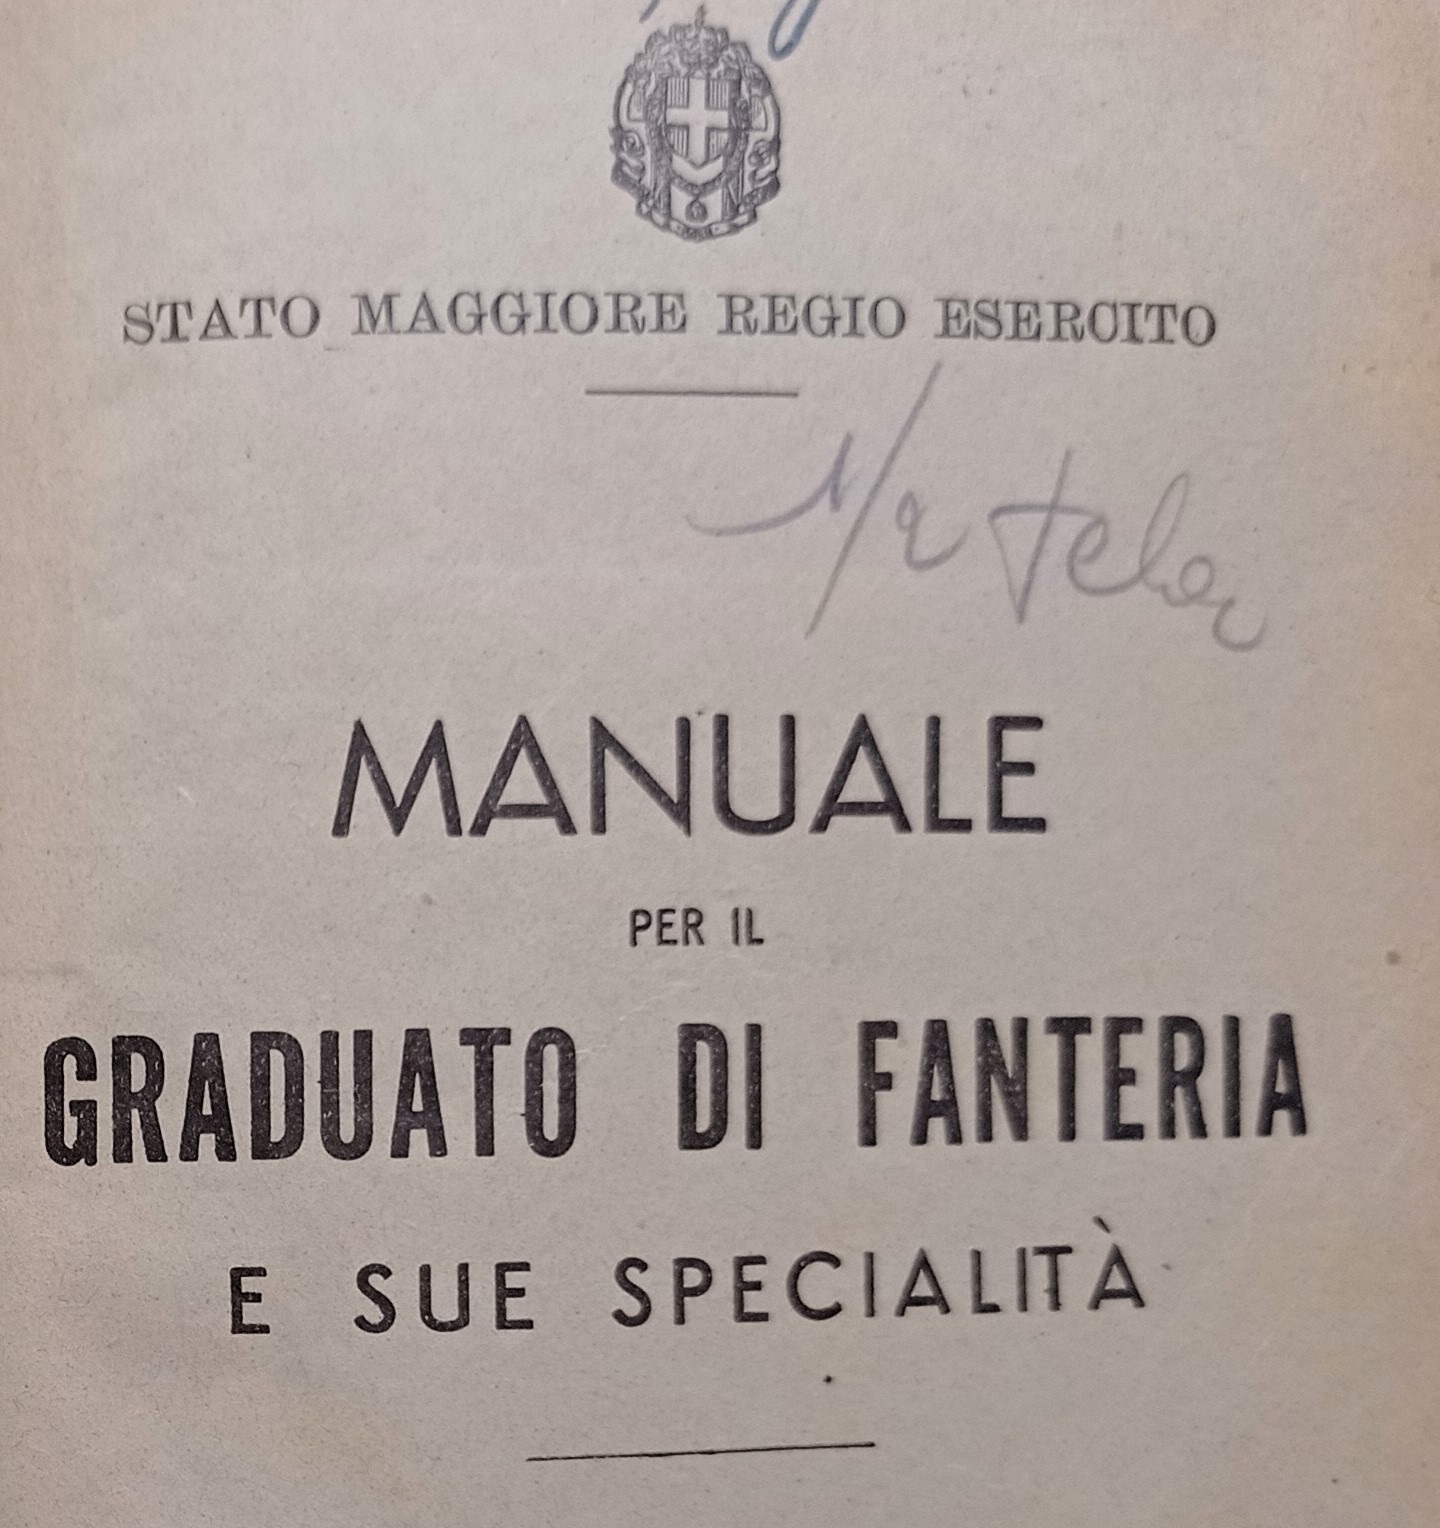 STATO MAGGIORE REGIO ESERCITO
MANUALE
PER IL
GRADUATO DI FANTERIA
E SUE SPECIALITÀ